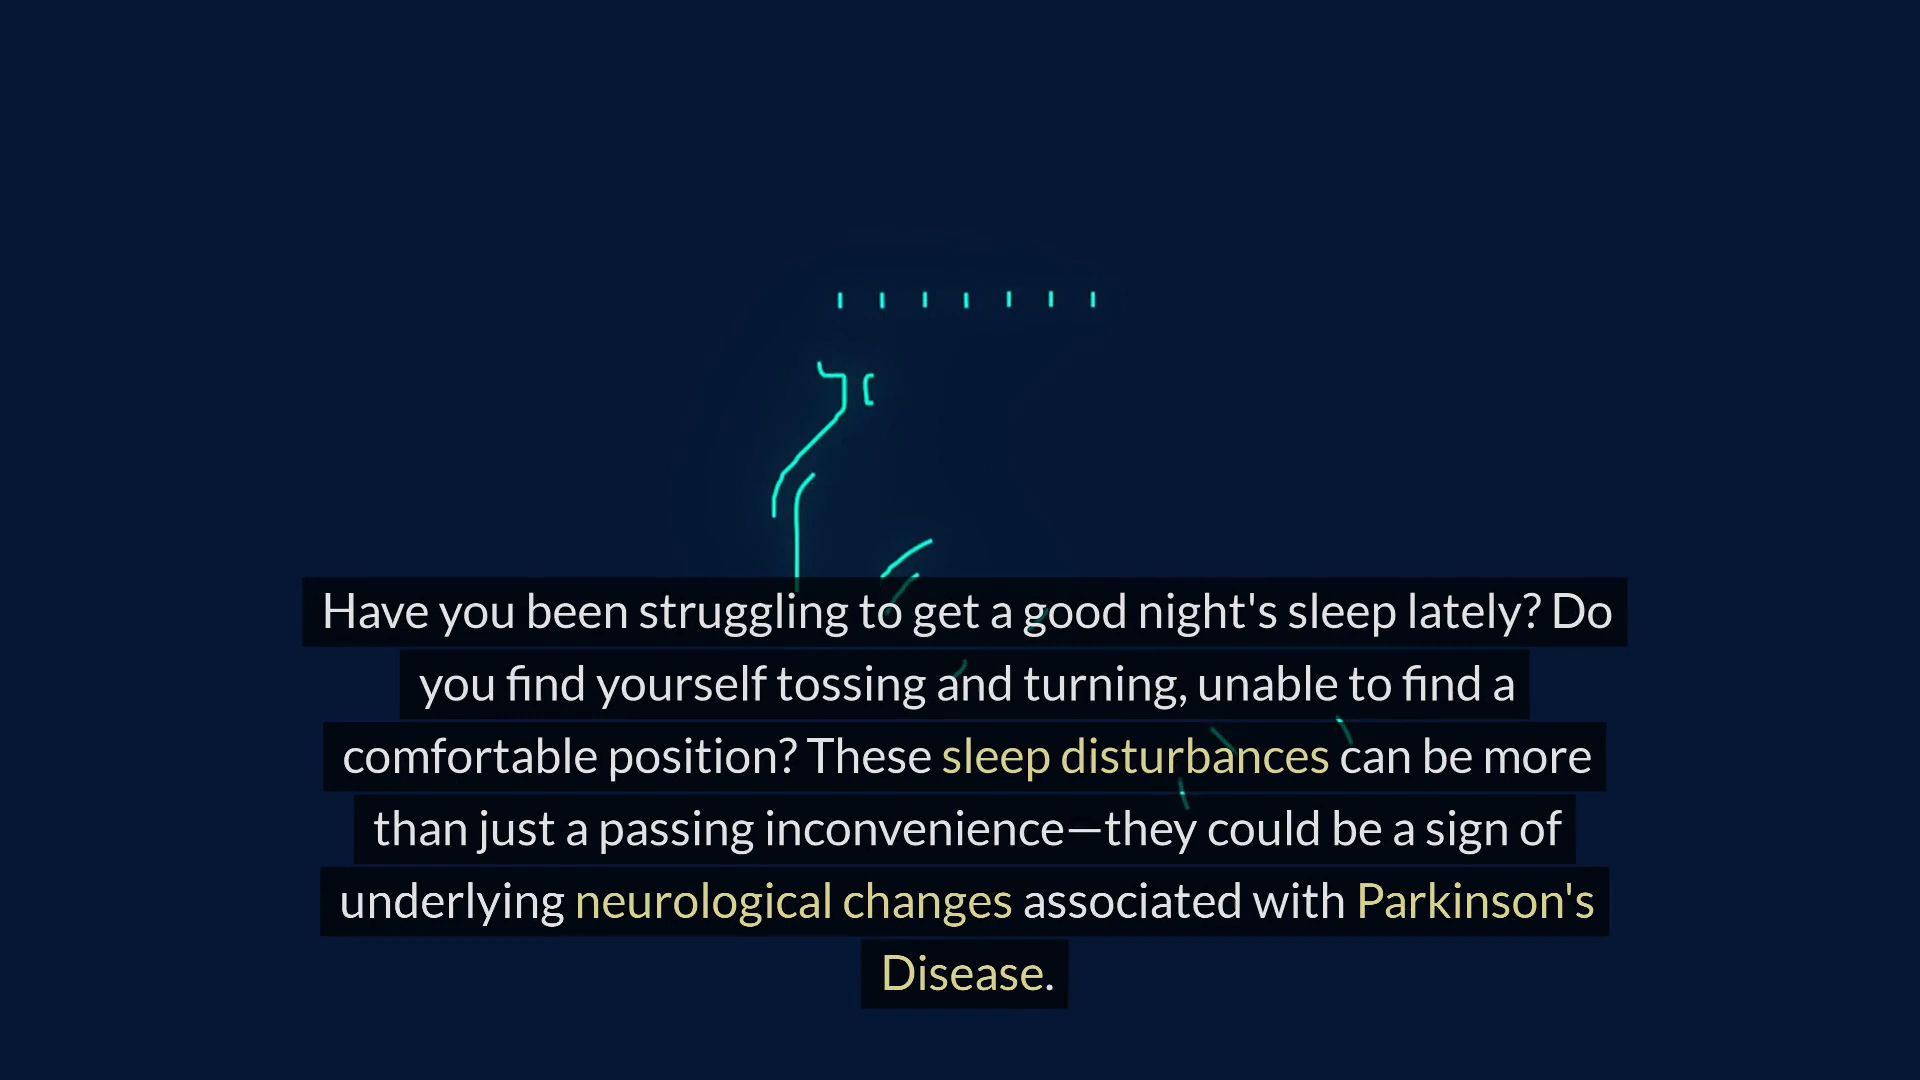 Have you been struggling to get a good night's sleep lately? Do
you find yourself tossing and turning, unable to find a
comfortable position? These sleep disturbances can be more
than just a passing inconvenience—they could be a sign of
underlying neurological changes associated with Parkinson's
Disease.